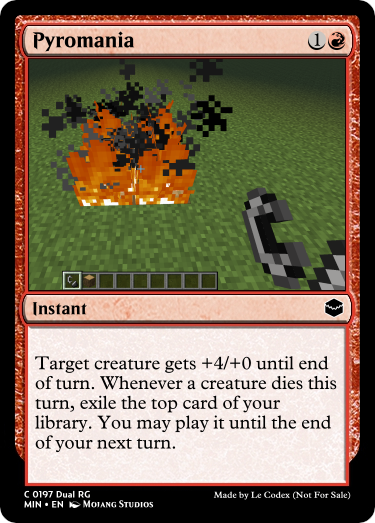 Pyromania 1
Instant
Target creature gets +4/+0 until end
of turn. Whenever a creature dies this
turn, exile the top card of your
library. You may play it until the end
of your next turn.
C 0197 Dual RG
MIN • EN Mojang Studios
Made by Le Codex (Not For Sale)